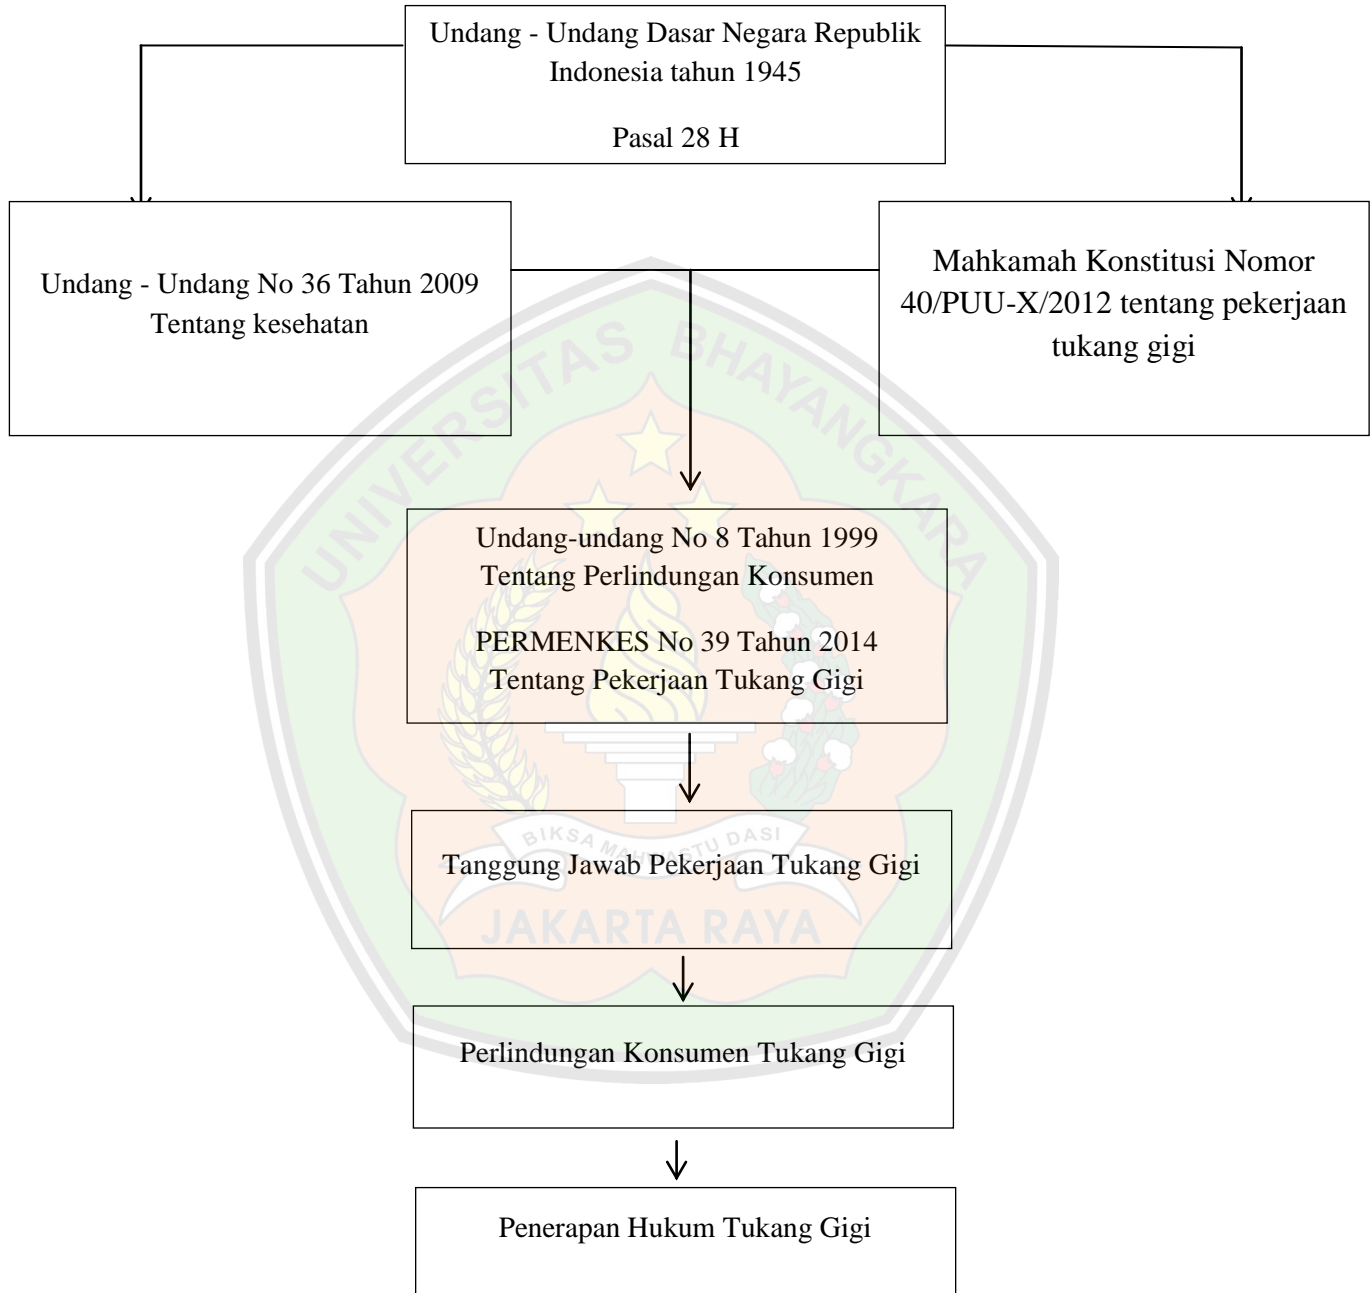 Undang - Undang Dasar Negara Republik
Indonesia tahun 1945
Pasal 28 H
Undang - Undang No 36 Tahun 2009
Tentang kesehatan
Mahkamah Konstitusi Nomor
40/PUU-X/2012 tentang pekerjaan
tukang gigi
UNIVERSITAS BHAYANGKARA
Undang-undang No 8 Tahun 1999
Tentang Perlindungan Konsumen
PERMENKES No 39 Tahun 2014
Tentang Pekerjaan Tukang Gigi
BIKSA MAHWASTU DASI
Tanggung Jawab Pekerjaan Tukang Gigi
JAKARTA RAYA
Perlindungan Konsumen Tukang Gigi
Penerapan Hukum Tukang Gigi